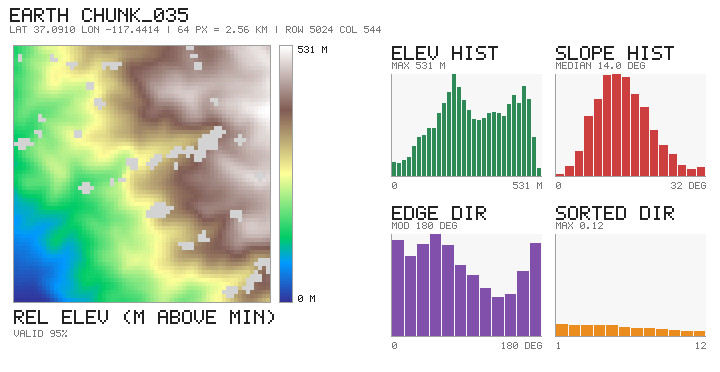 EARTH CHUNK_035
LAT 37.0910 LON -117.4414 | 64 PX = 2.56 KM | ROW 5024 COL 544
531 M
0 M
REL ELEV (M ABOVE MIN)
VALID 95%
ELEV HIST
MAX 531 M
0 531 M
SLOPE HIST
MEDIAN 14.0 DEG
0 32 DEG
EDGE DIR
MOD 180 DEG
0 180 DEG
SORTED DIR
MAX 0.12
1 12